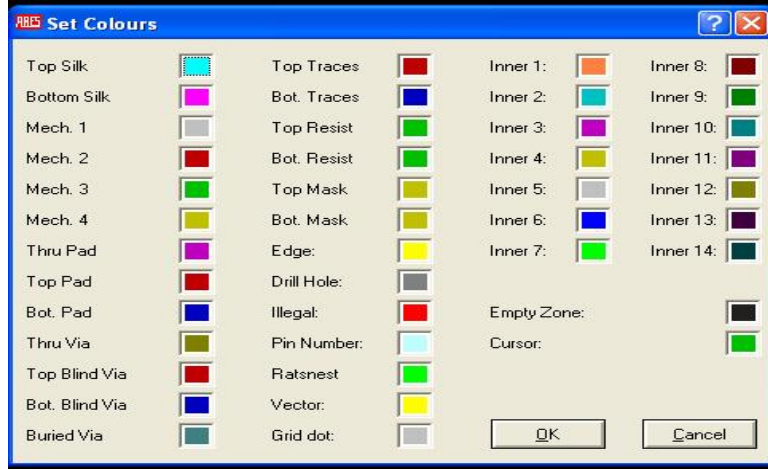 ARES Set Colours
Top Silk
Bottom Silk
Mech. 1
Mech. 2
Mech. 3
Mech. 4
Thru Pad
Top Pad
Bot. Pad
Thru Via
Top Blind Via
Bot. Blind Via
Buried Via
Top Traces
Bot. Traces
Top Resist
Bot. Resist
Top Mask
Bot. Mask
Edge:
Drill Hole:
Illegal:
Pin Number:
Ratsnest
Vector:
Grid dot:
Inner 1:
Inner 2:
Inner 3:
Inner 4:
Inner 5:
Inner 6:
Inner 7:
Inner 8:
Inner 9:
Inner 10:
Inner 11:
Inner 12:
Inner 13:
Inner 14:
Empty Zone:
Cursor:
OK
Cancel